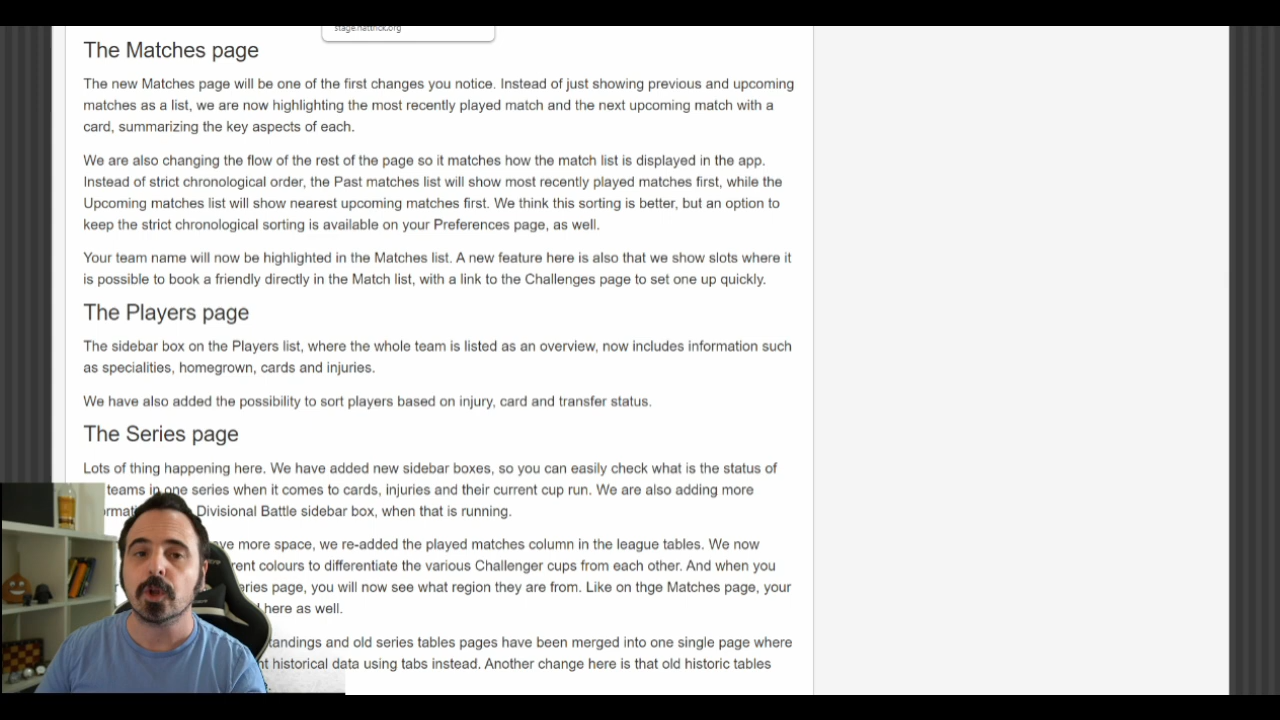 stage.hattrick.org
The Matches page
The new Matches page will be one of the first changes you notice. Instead of just showing previous and upcoming
matches as a list, we are now highlighting the most recently played match and the next upcoming match with a
card, summarizing the key aspects of each.
We are also changing the flow of the rest of the page so it matches how the match list is displayed in the app.
Instead of strict chronological order, the Past matches list will show most recently played matches first, while the
Upcoming matches list will show nearest upcoming matches first. We think this sorting is better, but an option to
keep the strict chronological sorting is available on your Preferences page, as well.
Your team name will now be highlighted in the Matches list. A new feature here is also that we show slots where it
is possible to book a friendly directly in the Match list, with a link to the Challenges page to set one up quickly.
The Players page
The sidebar box on the Players list, where the whole team is listed as an overview, now includes information such
as specialities, homegrown, cards and injuries.
We have also added the possibility to sort players based on injury, card and transfer status.
The Series page
Lots of thing happening here. We have added new sidebar boxes, so you can easily check what is the status of
teams in one series when it comes to cards, injuries and their current cup run. We are also adding more
Divisional Battle sidebar box, when that is running.
more space, we re-added the played matches column in the league tables. We now
colours to differentiate the various Challenger cups from each other. And when you
page, you will now see what region they are from. Like on thge Matches page, your
here as well.
and old series tables pages have been merged into one single page where
historical data using tabs instead. Another change here is that old historic tables